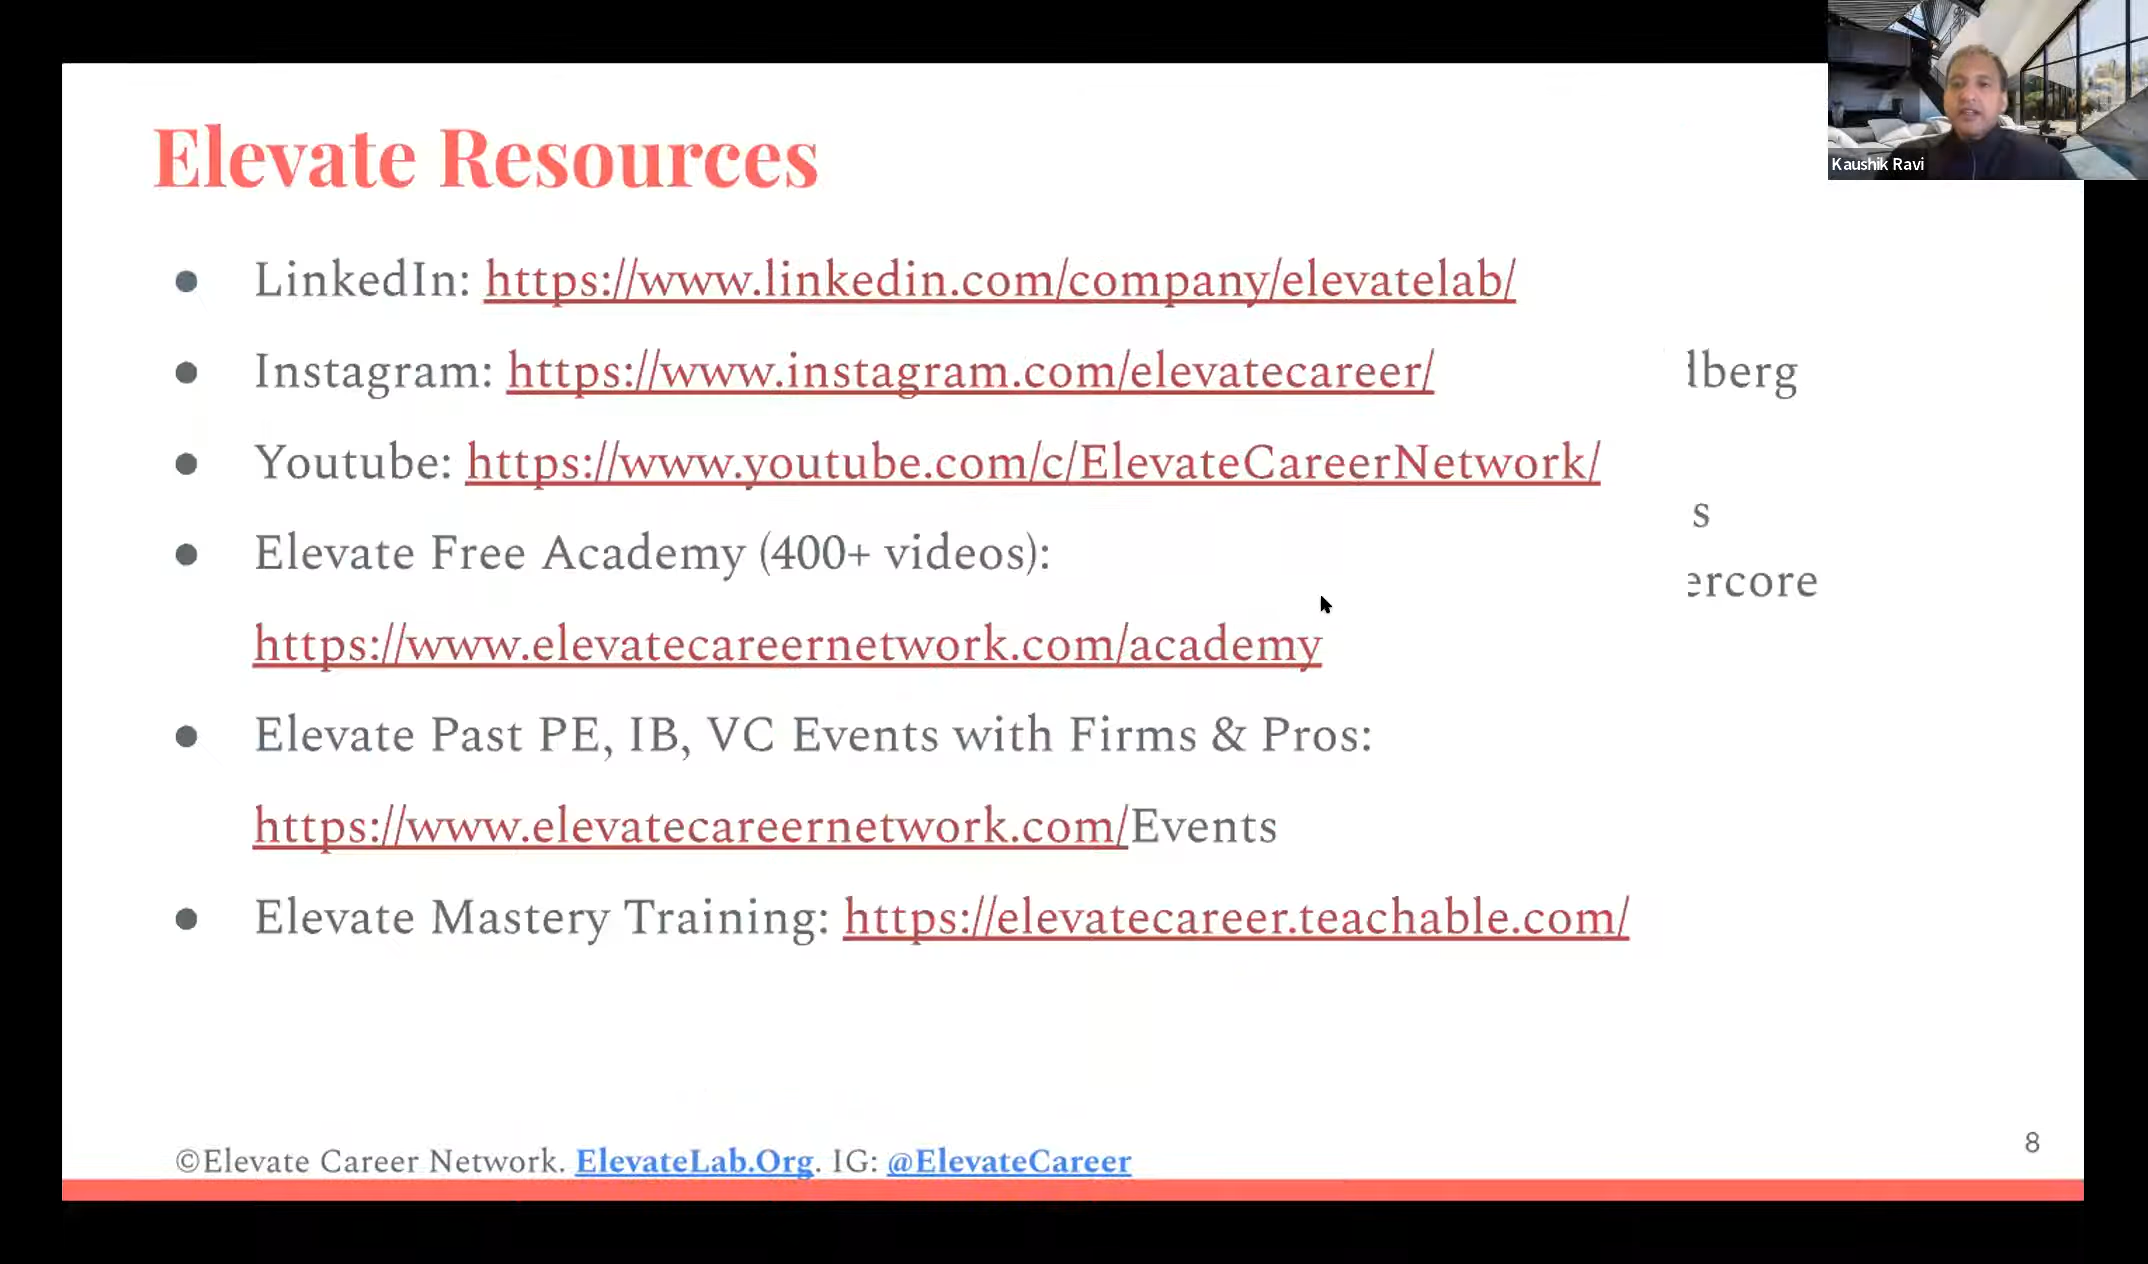 Kaushik Ravi
Elevate Resources
● LinkedIn: https://www.linkedin.com/company/elevatelab/
● Instagram: https://www.instagram.com/elevatecareer/
lberg
● Youtube: https://www.youtube.com/c/ElevateCareerNetwork/
s
● Elevate Free Academy (400+ videos):
ercore
https://www.elevatecareernetwork.com/academy
● Elevate Past PE, IB, VC Events with Firms & Pros:
https://www.elevatecareernetwork.com/Events
● Elevate Mastery Training: https://elevatecareer.teachable.com/
8
©Elevate Career Network. ElevateLab.Org. IG: @ElevateCareer